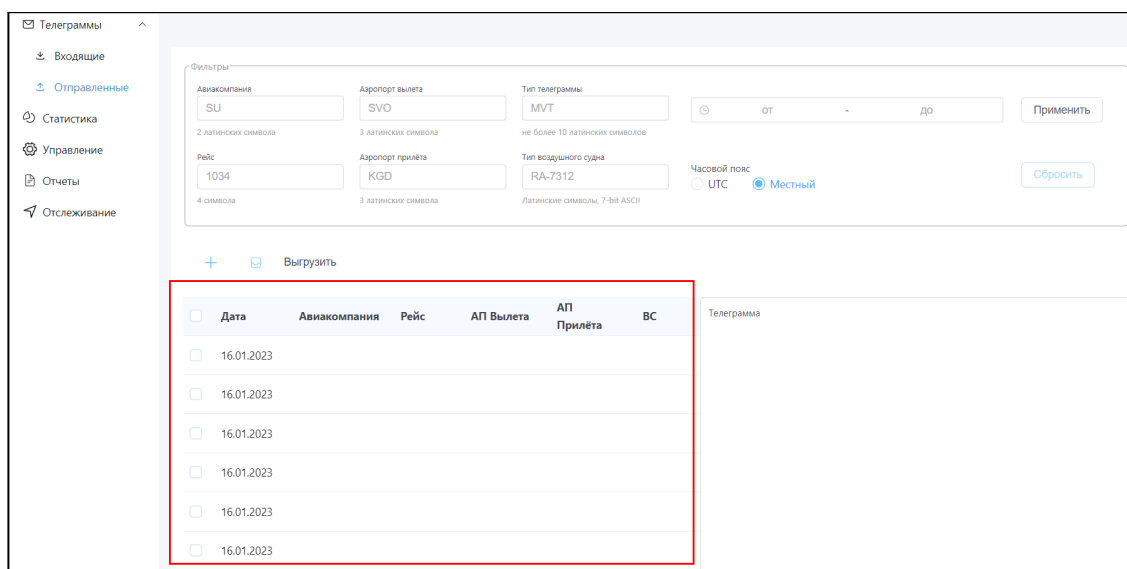 Телеграммы
Входящие
Отправленные
Статистика
Управление
Отчеты
Отслеживание
Фильтры
Авиакомпания Аэропорт вылета Тип телеграммы
SU SVO MVT от - до Применить
2 латинских символа 3 латинских символа не более 10 латинских символов
Рейс Аэропорт прилёта Тип воздушного судна Часовой пояс
1034 KGD RA-7312 UTC Местный Сбросить
4 символа 3 латинских символа Латинские символы, 7-bit ASCII
Выгрузить
Дата Авиакомпания Рейс АП Вылета АП Прилёта ВС Телеграмма
16.01.2023
16.01.2023
16.01.2023
16.01.2023
16.01.2023
16.01.2023